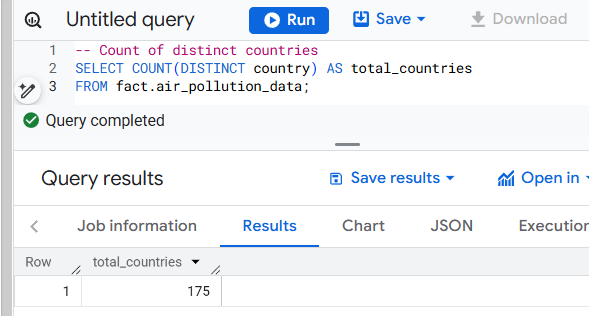 Untitled query
Run
Save
Download
1 -- Count of distinct countries
2 SELECT COUNT(DISTINCT country) AS total_countries
3 FROM fact.air_pollution_data;
Query completed
Query results
Save results
Open in
Job information
Results
Chart
JSON
Execution
Row
total_countries
1
175